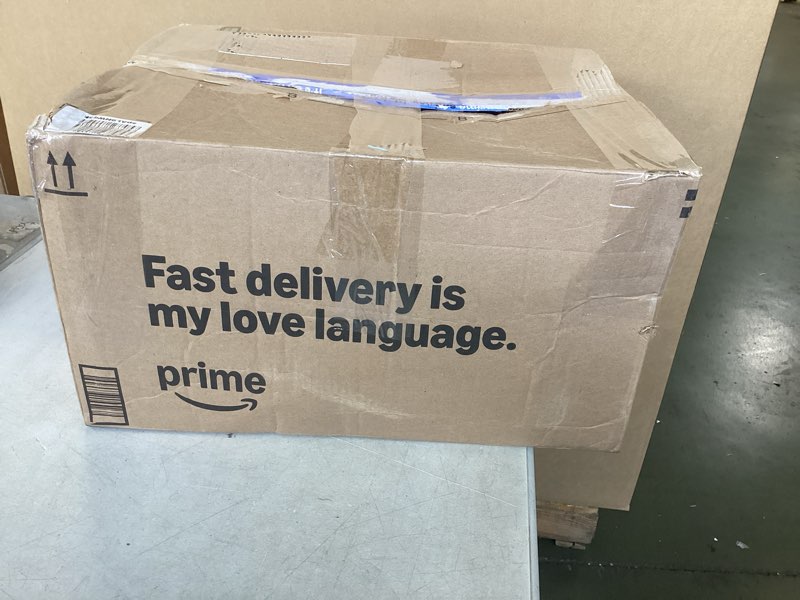 Fast delivery is
my love language.
prime